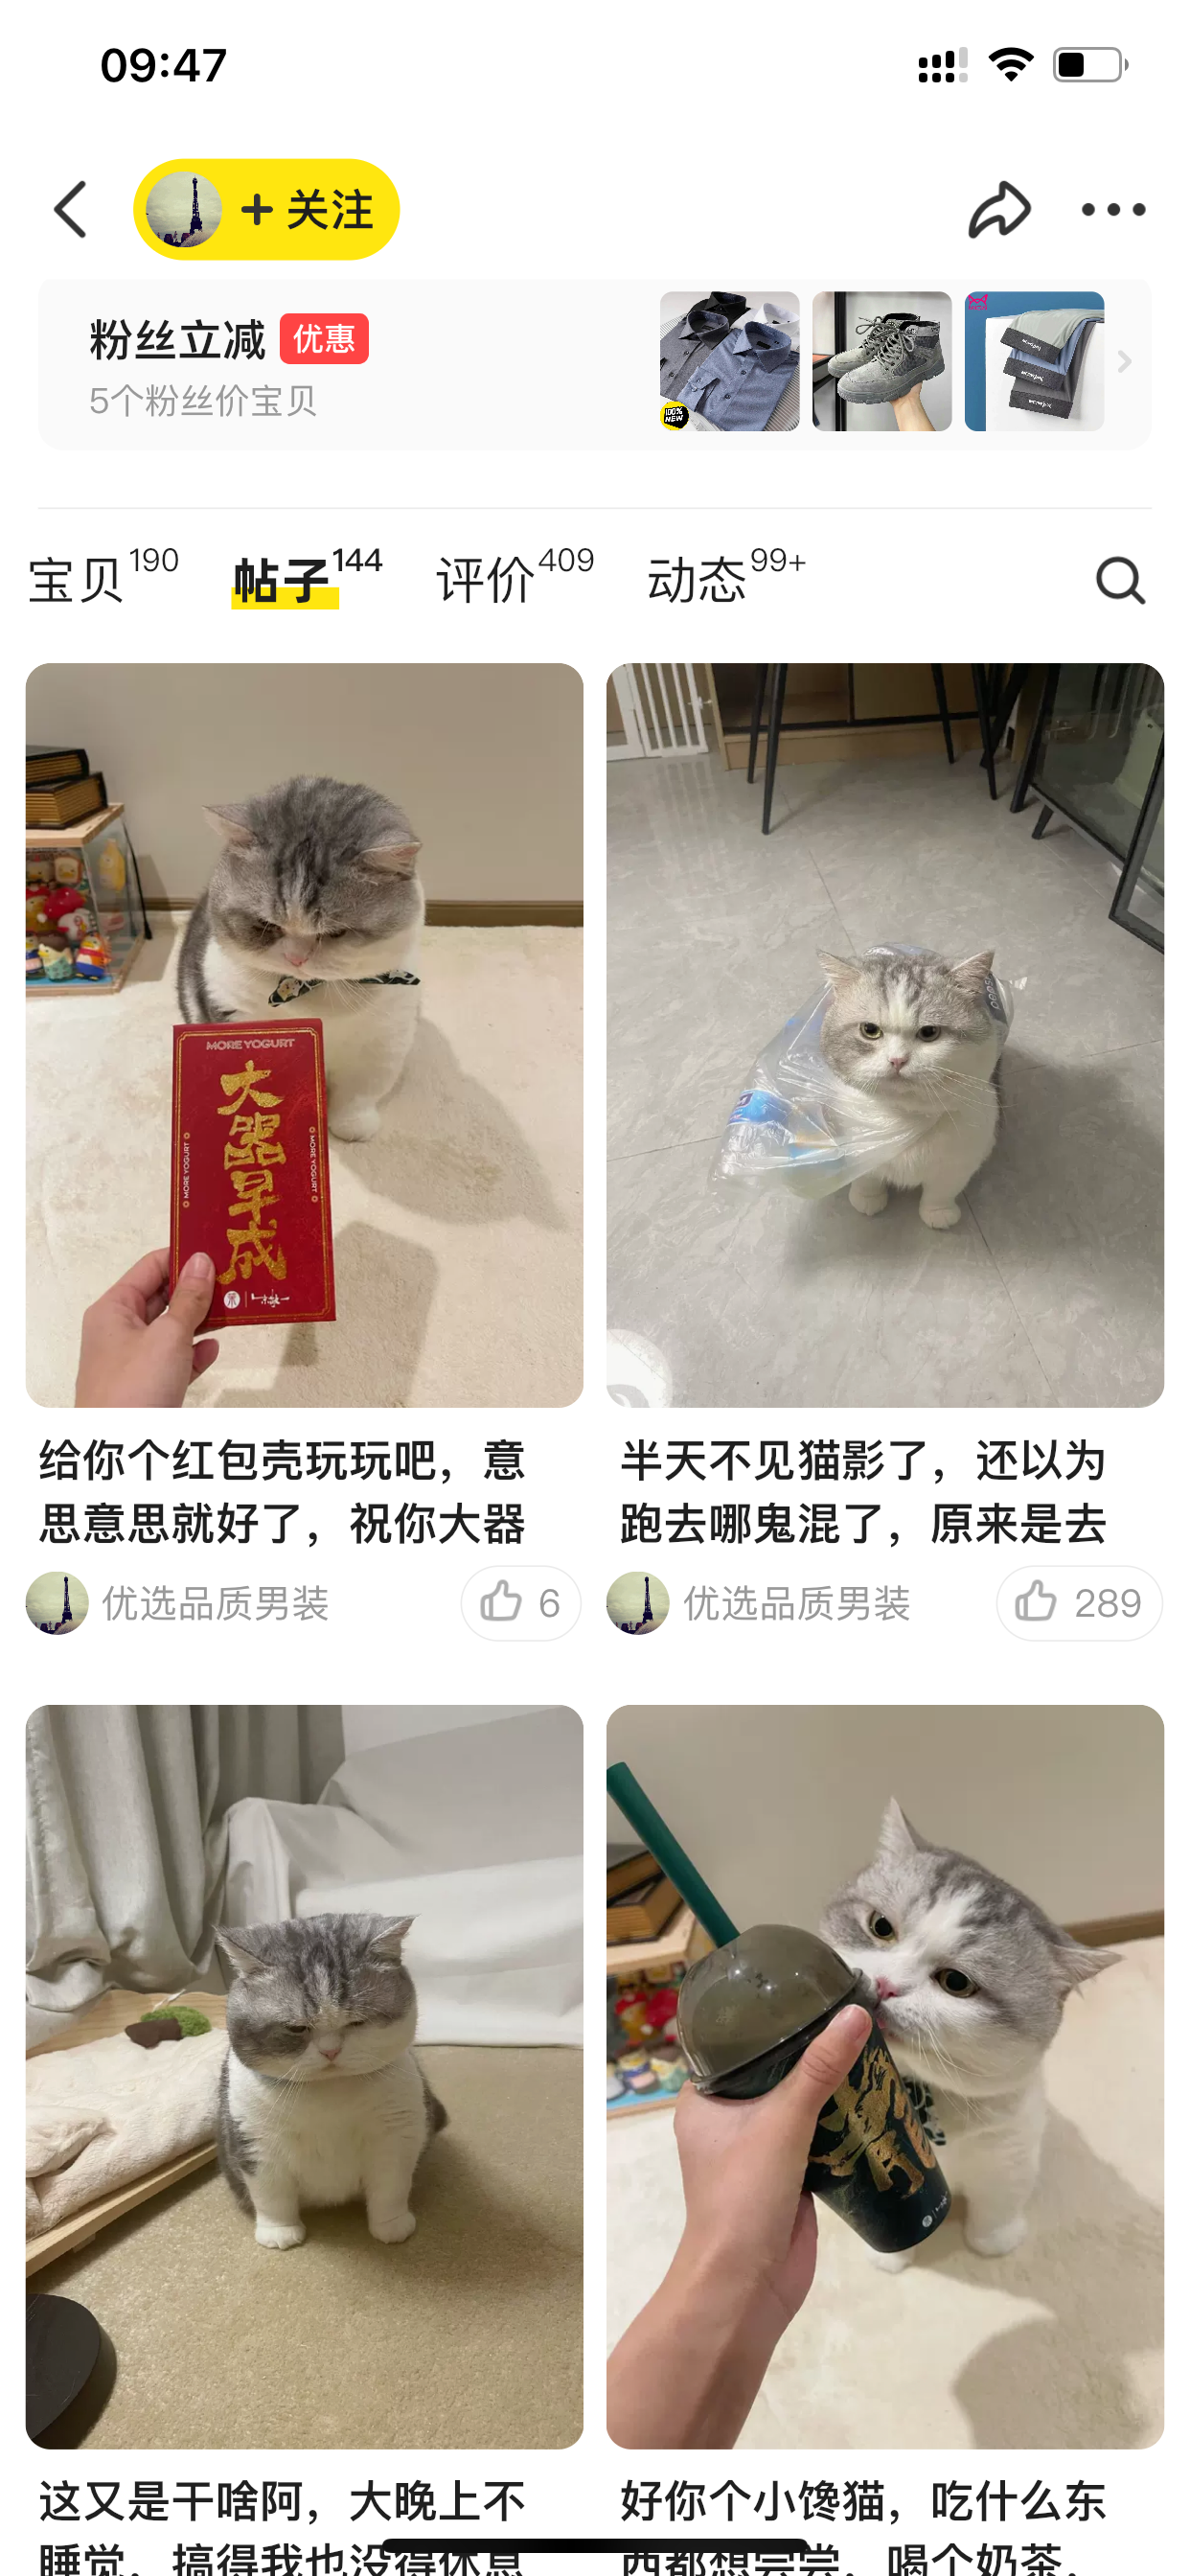 09:47
+ 关注
粉丝立减 优惠
5个粉丝价宝贝
100% NEW
宝贝 190 帖子 144 评价 409 动态 99+
MORE YOGURT
大器早成
MORE YOGURT
MORE YOGURT
给你个红包壳玩玩吧，意
思意思就好了，祝你大器
优选品质男装 6
半天不见猫影了，还以为
跑去哪鬼混了，原来是去
优选品质男装 289
这又是干啥阿，大晚上不
睡觉，搞得我也没得休息
好你个小馋猫，吃什么东
西都想尝尝，喝个奶茶，